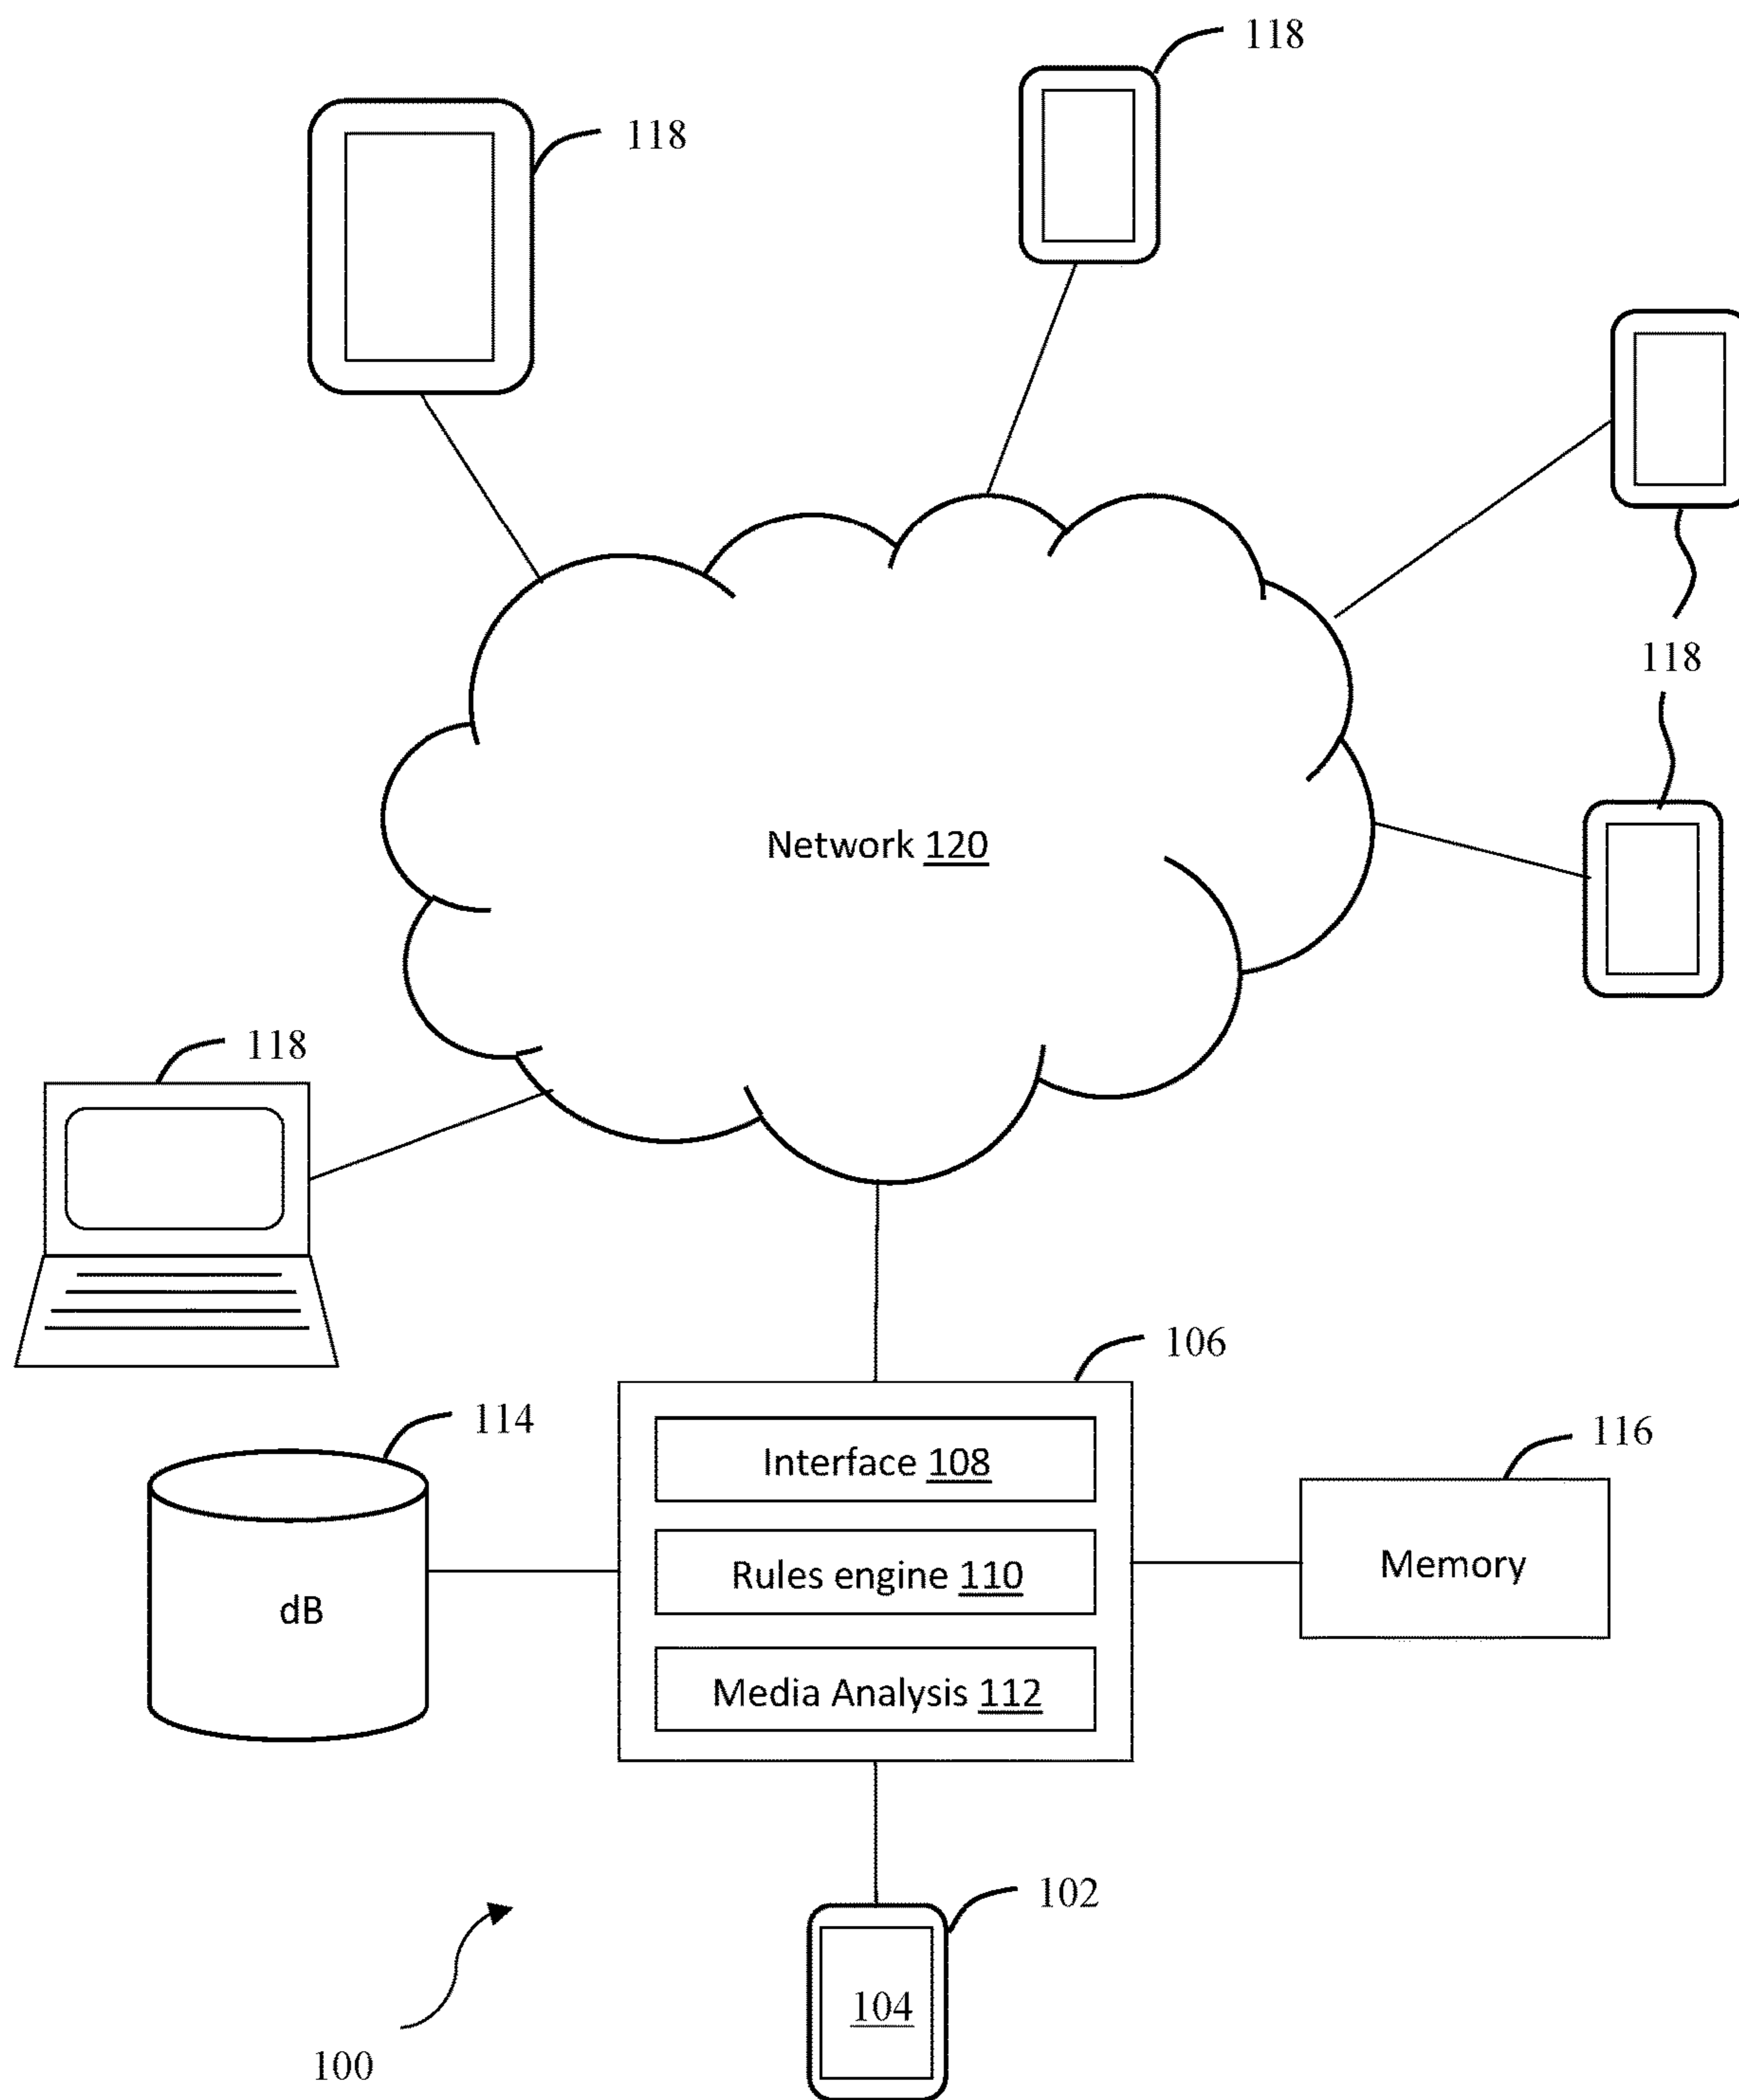 118
118
118
Network 120
118
106
114
Interface 108
116
Rules engine 110
Memory
dB
Media Analysis 112
102
104
100